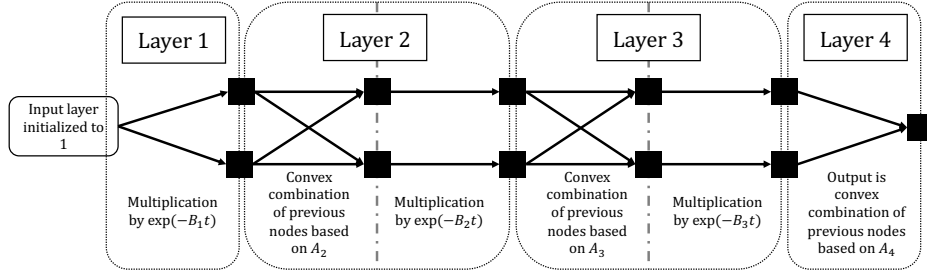 Layer 1
Layer 2
Layer 3
Layer 4
Input layer
initialized to
1
Multiplication
by exp(−B₁t)
Convex
combination
of previous
nodes based
on A₂
Multiplication
by exp(−B₂t)
Convex
combination
of previous
nodes based
on A₃
Multiplication
by exp(−B₃t)
Output is
convex
combination of
previous nodes
based on A₄